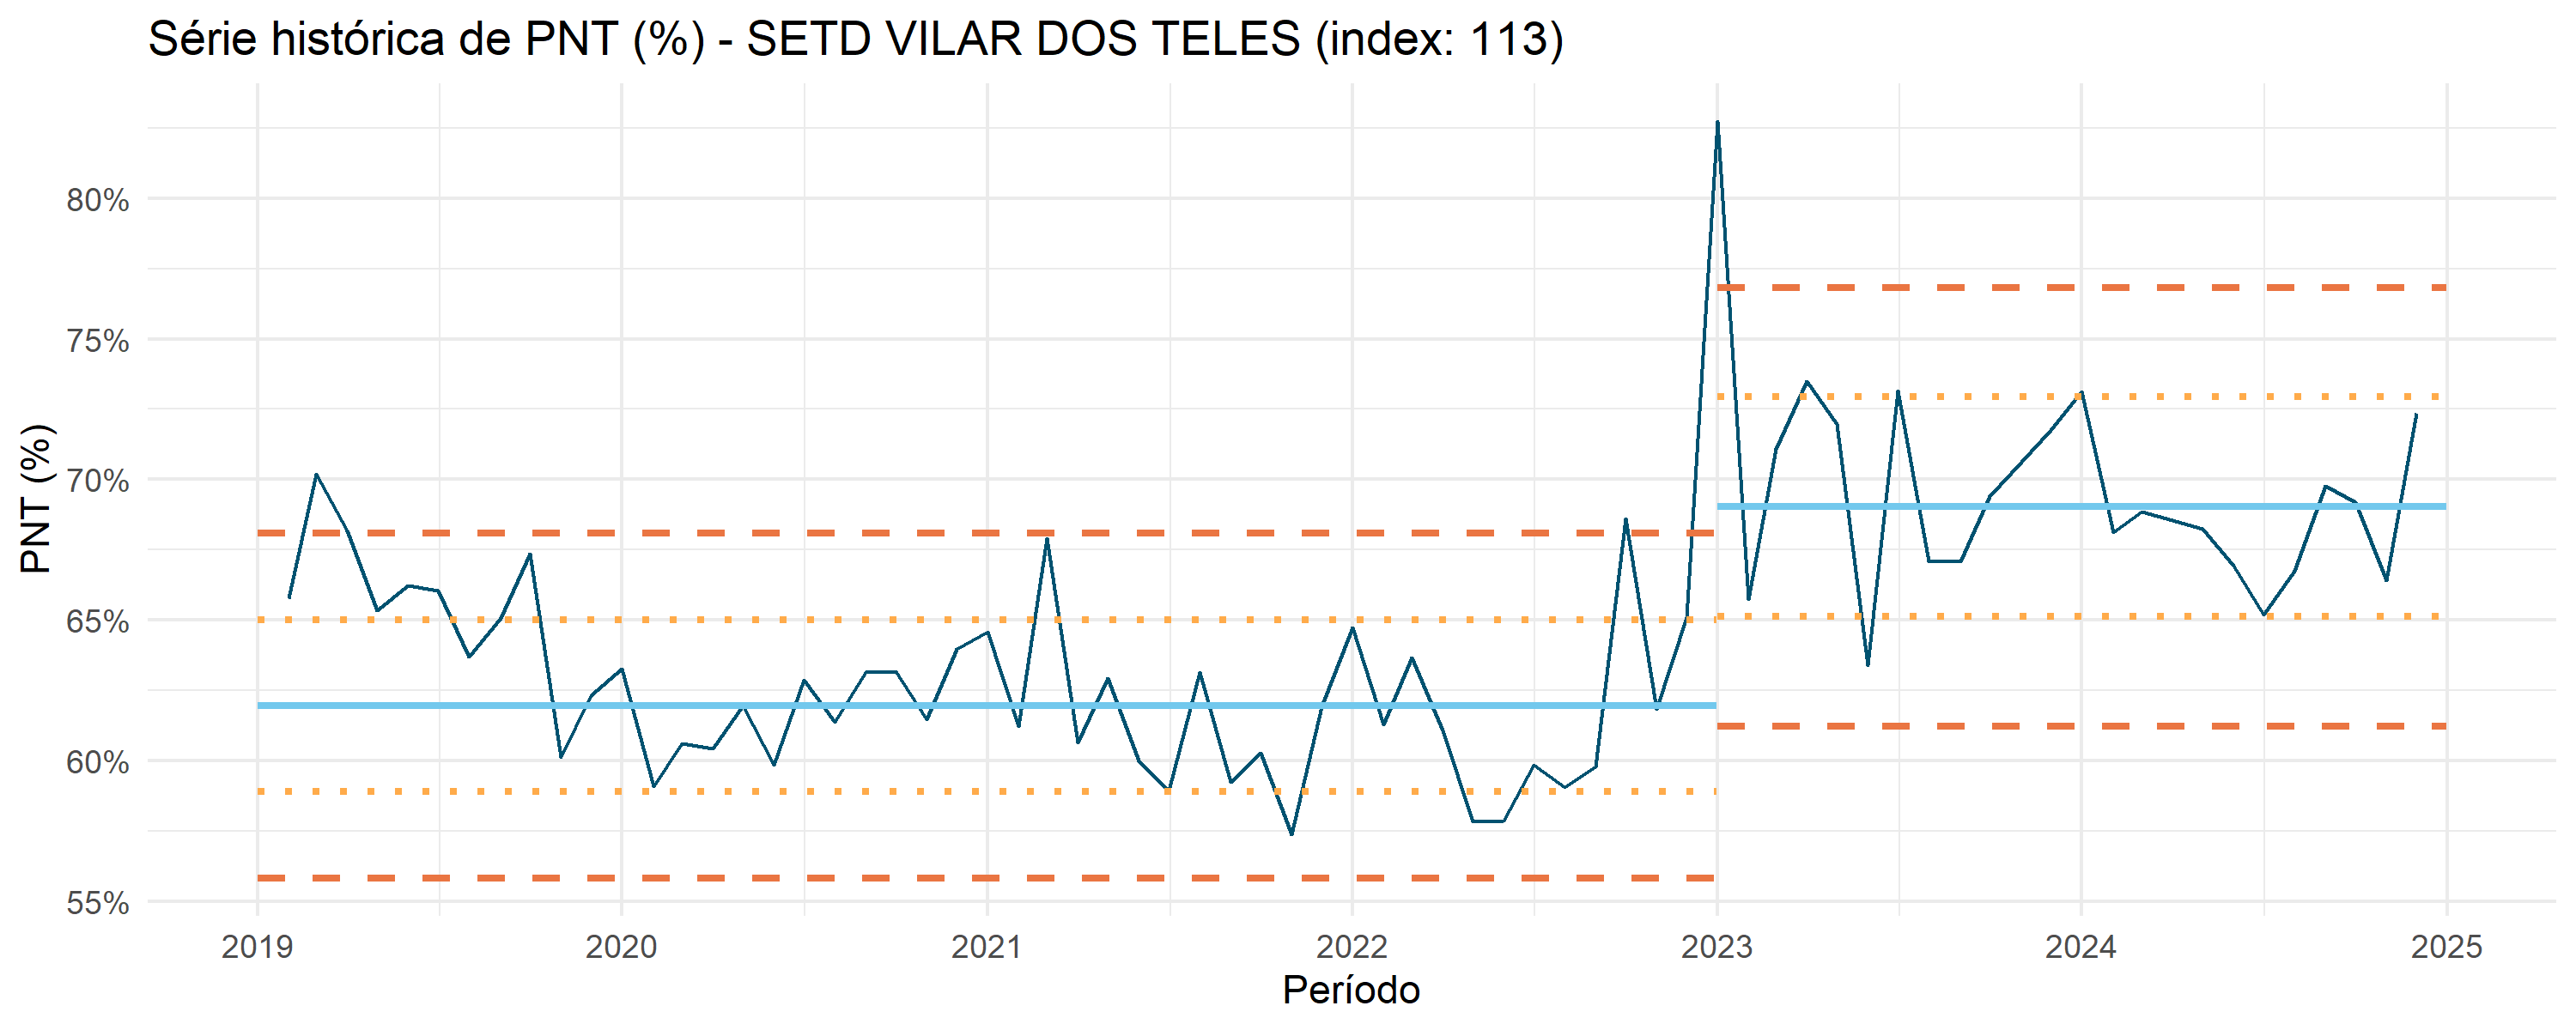 Série histórica de PNT (%) - SETD VILAR DOS TELES (index: 113)
PNT (%)
80%
75%
70%
65%
60%
55%
2019 2020 2021 2022 2023 2024 2025
Período